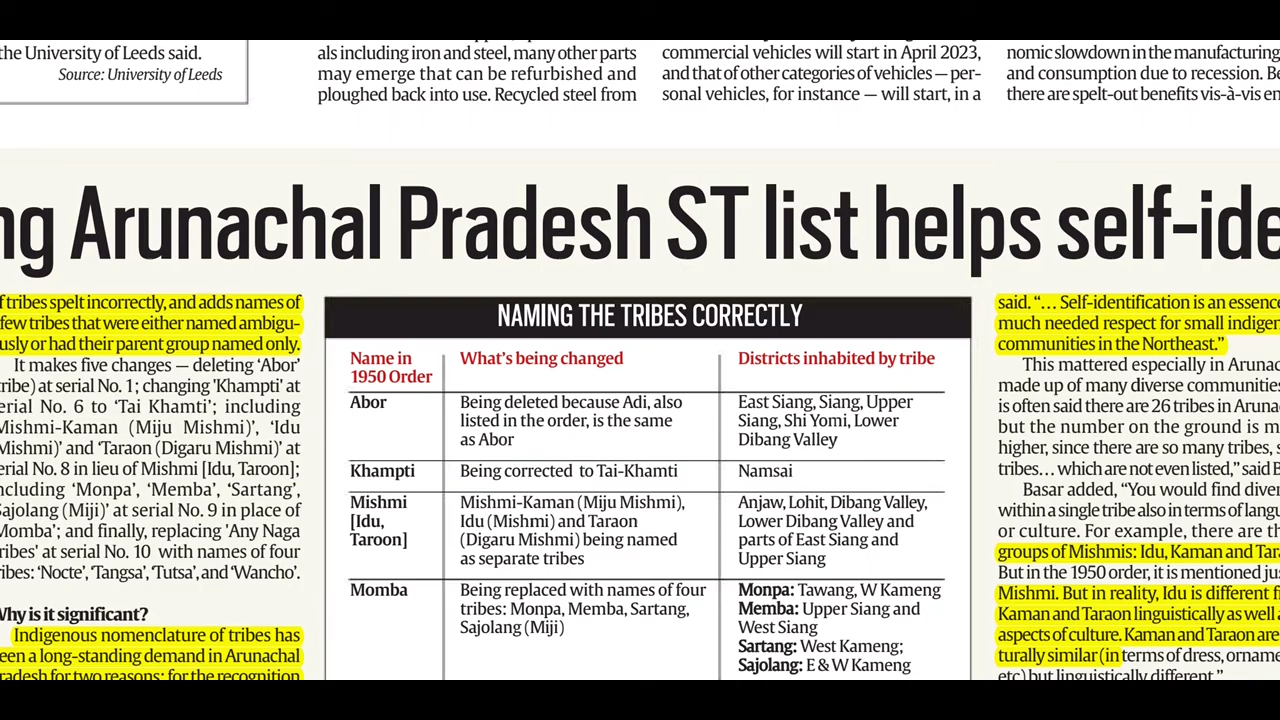 the University of Leeds said.
Source: University of Leeds
als including iron and steel, many other parts
may emerge that can be refurbished and
ploughed back into use. Recycled steel from
commercial vehicles will start in April 2023,
and that of other categories of vehicles — per-
sonal vehicles, for instance — will start, in a
nomic slowdown in the manufacturing
and consumption due to recession. Be
there are spelt-out benefits vis-à-vis en
ng Arunachal Pradesh ST list helps self-ide
f tribes spelt incorrectly, and adds names of
few tribes that were either named ambigu-
usly or had their parent group named only.
It makes five changes — deleting ‘Abor’
tribe) at serial No. 1; changing 'Khampti' at
erial No. 6 to ‘Tai Khamti’; including
Mishmi-Kaman (Miju Mishmi)’, ‘Idu
Mishmi)’ and ‘Taraon (Digaru Mishmi)’ at
erial No. 8 in lieu of Mishmi [Idu, Taroon];
ncluding ‘Monpa’, ‘Memba’, ‘Sartang’,
Sajolang (Miji)’ at serial No. 9 in place of
Momba’; and finally, replacing 'Any Naga
ribes' at serial No. 10 with names of four
ribes: ‘Nocte’, ‘Tangsa’, ‘Tutsa’, and ‘Wancho’.
Why is it significant?
Indigenous nomenclature of tribes has
een a long-standing demand in Arunachal
radesh for two reasons: for the recognition
NAMING THE TRIBES CORRECTLY
Name in
1950 Order
What’s being changed
Districts inhabited by tribe
Abor
Being deleted because Adi, also
listed in the order, is the same
as Abor
East Siang, Siang, Upper
Siang, Shi Yomi, Lower
Dibang Valley
Khampti
Being corrected to Tai-Khamti
Namsai
Mishmi
[Idu,
Taroon]
Mishmi-Kaman (Miju Mishmi),
Idu (Mishmi) and Taraon
(Digaru Mishmi) being named
as separate tribes
Anjaw, Lohit, Dibang Valley,
Lower Dibang Valley and
parts of East Siang and
Upper Siang
Momba
Being replaced with names of four
tribes: Monpa, Memba, Sartang,
Sajolang (Miji)
Monpa: Tawang, W Kameng
Memba: Upper Siang and
West Siang
Sartang: West Kameng;
Sajolang: E & W Kameng
said. “... Self-identification is an essence
much needed respect for small indigen
communities in the Northeast.”
This mattered especially in Arunac
made up of many diverse communities
is often said there are 26 tribes in Aruna
but the number on the ground is m
higher, since there are so many tribes, s
tribes... which are not even listed,” said B
Basar added, “You would find diver
within a single tribe also in terms of langu
or culture. For example, there are th
groups of Mishmis: Idu, Kaman and Tar
But in the 1950 order, it is mentioned jus
Mishmi. But in reality, Idu is different f
Kaman and Taraon linguistically as well a
aspects of culture. Kaman and Taraon are
turally similar (in terms of dress, orname
etc) but linguistically different.”